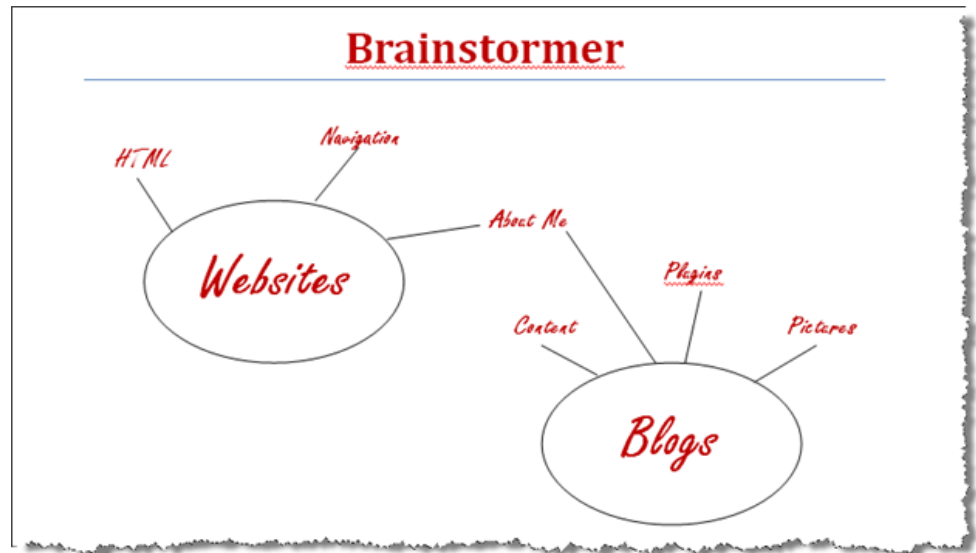 Brainstormer
HTML
Navigation
About Me
Websites
Plugins
Content
Pictures
Blogs